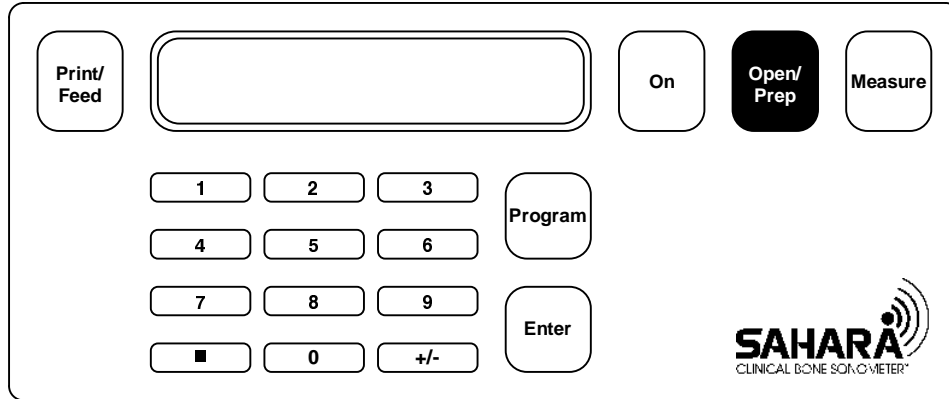 Print/
Feed
On
Open/
Prep
Measure
1 2 3
Program
4 5 6
7 8 9
Enter
■ 0 +/-
SAHARA
CLINICAL BONE SONOMETER™